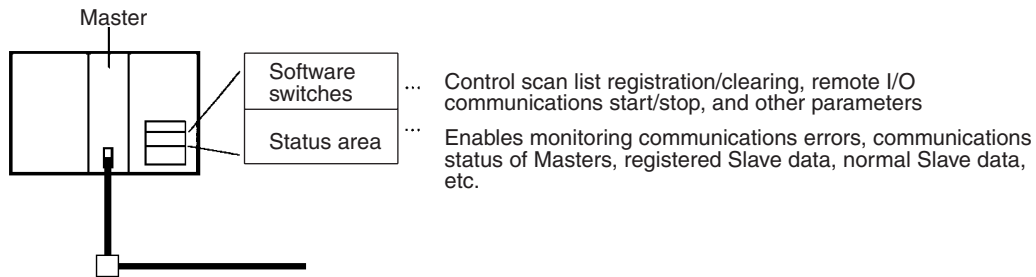 Master
Software
switches
... Control scan list registration/clearing, remote I/O
communications start/stop, and other parameters
Status area
... Enables monitoring communications errors, communications
status of Masters, registered Slave data, normal Slave data,
etc.